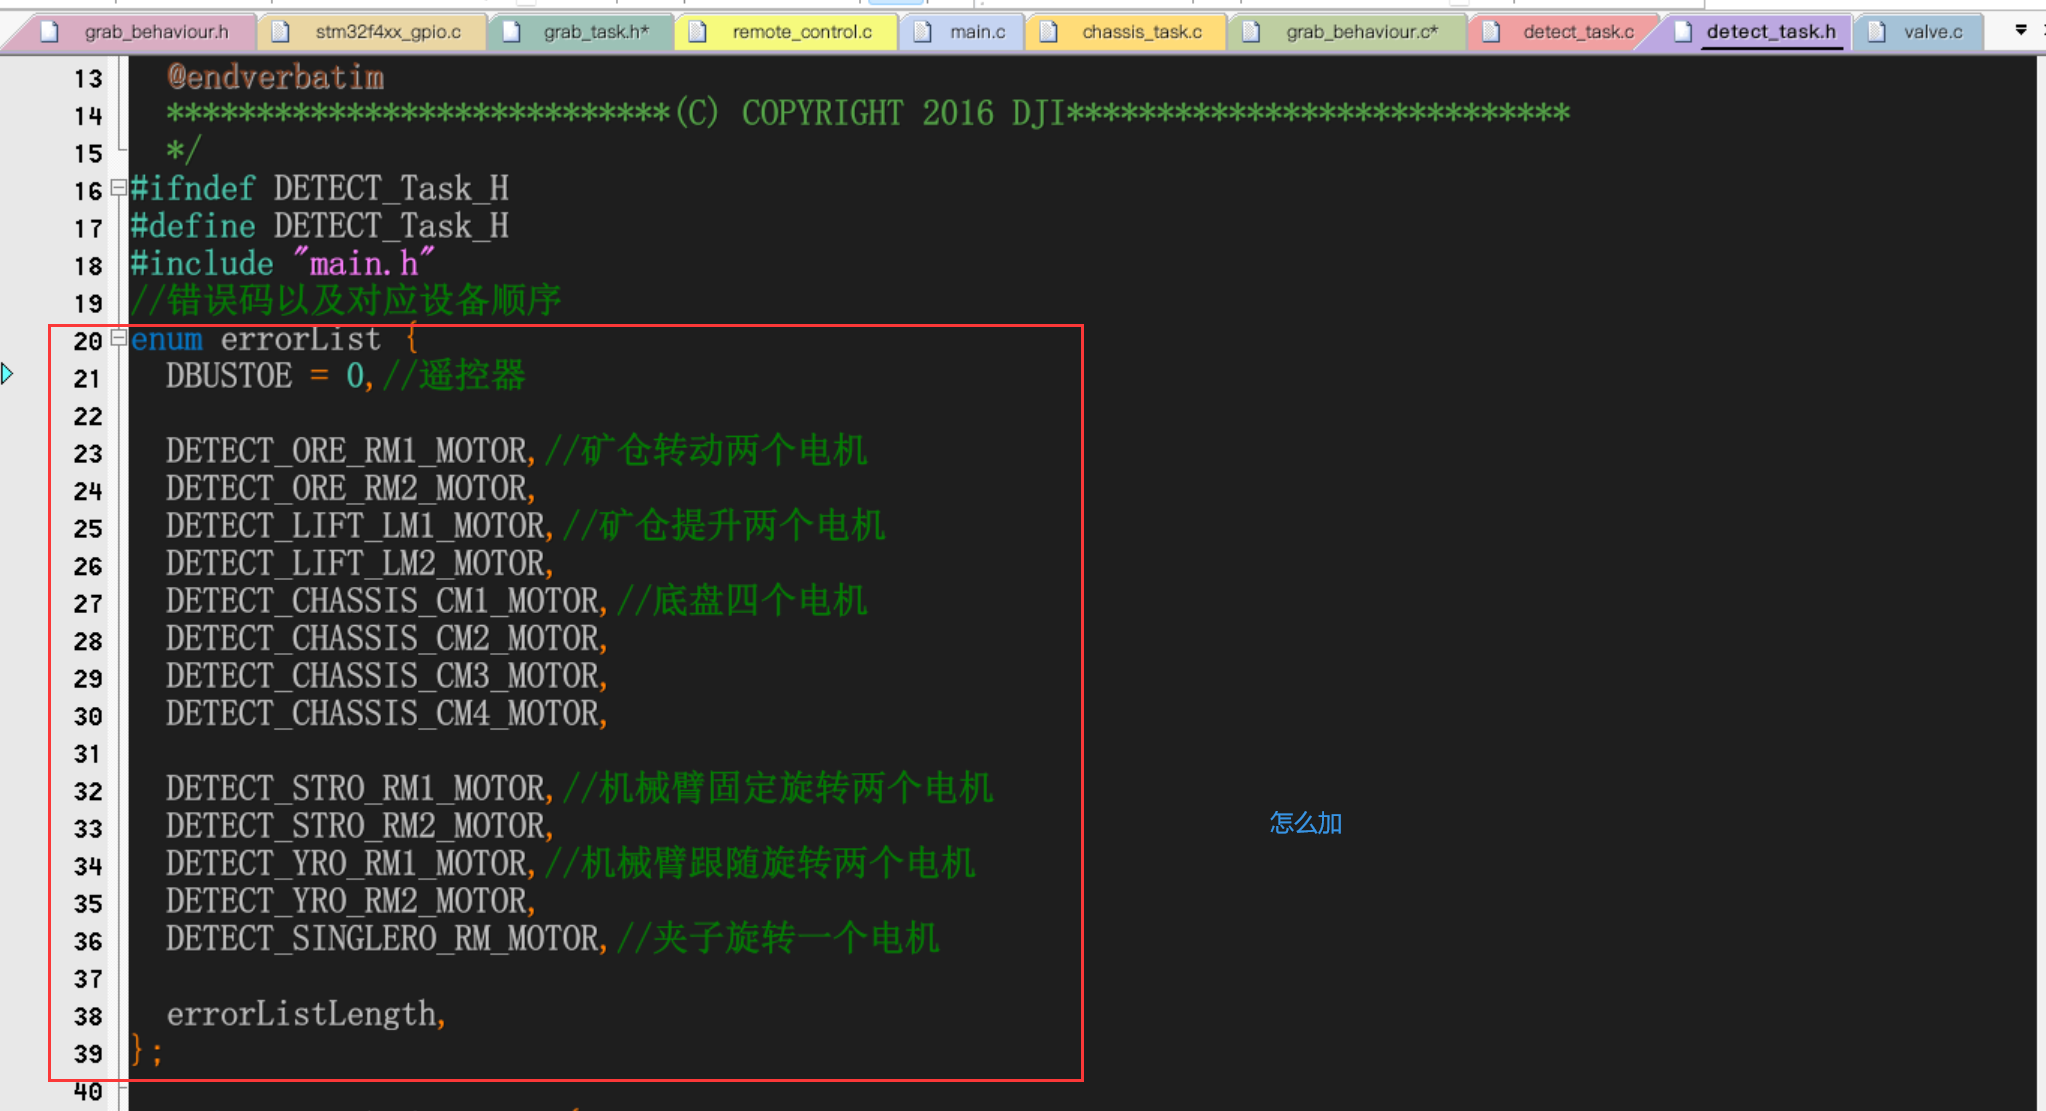 grab_behaviour.h stm32f4xx_gpio.c grab_task.h* remote_control.c main.c chassis_task.c grab_behaviour.c* detect_task.c detect_task.h valve.c
13 @endverbatim
14 ****************************(C) COPYRIGHT 2016 DJI****************************
15 */
16 #ifndef DETECT_Task_H
17 #define DETECT_Task_H
18 #include "main.h"
19 //错误码以及对应设备顺序
20 enum errorList {
21 DBUSTOE = 0,//遥控器
22
23 DETECT_ORE_RM1_MOTOR,//矿仓转动两个电机
24 DETECT_ORE_RM2_MOTOR,
25 DETECT_LIFT_LM1_MOTOR,//矿仓提升两个电机
26 DETECT_LIFT_LM2_MOTOR,
27 DETECT_CHASSIS_CM1_MOTOR,//底盘四个电机
28 DETECT_CHASSIS_CM2_MOTOR,
29 DETECT_CHASSIS_CM3_MOTOR,
30 DETECT_CHASSIS_CM4_MOTOR,
31
32 DETECT_STRO_RM1_MOTOR,//机械臂固定旋转两个电机
33 DETECT_STRO_RM2_MOTOR,
怎么加
34 DETECT_YRO_RM1_MOTOR,//机械臂跟随旋转两个电机
35 DETECT_YRO_RM2_MOTOR,
36 DETECT_SINGLERO_RM_MOTOR,//夹子旋转一个电机
37
38 errorListLength,
39 };
40